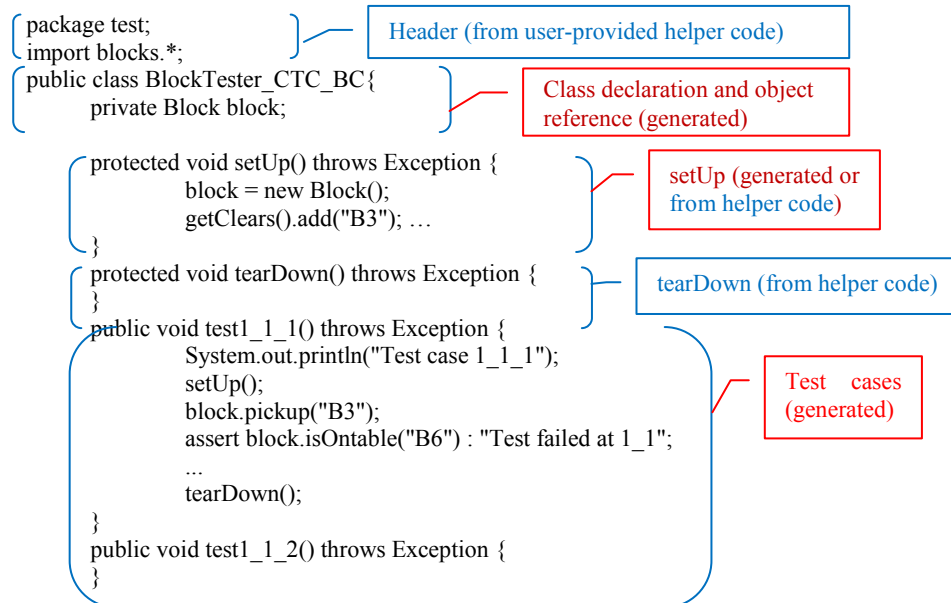 package test;
import blocks.*;
Header (from user-provided helper code)
public class BlockTester_CTC_BC{
private Block block;
Class declaration and object
reference (generated)
protected void setUp() throws Exception {
block = new Block();
getClears().add("B3"); …
}
setUp (generated or
from helper code)
protected void tearDown() throws Exception {
}
tearDown (from helper code)
public void test1_1_1() throws Exception {
System.out.println("Test case 1_1_1");
setUp();
block.pickup("B3");
assert block.isOntable("B6") : "Test failed at 1_1";
...
tearDown();
}
public void test1_1_2() throws Exception {
}
Test cases
(generated)